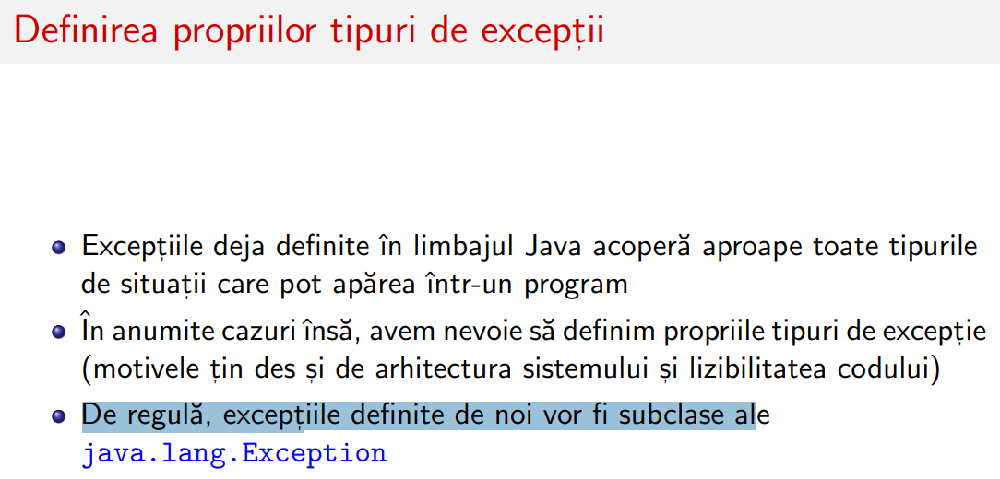 Definirea propriilor tipuri de excepții
Excepțiile deja definite în limbajul Java acoperă aproape toate tipurile
de situații care pot apărea într-un program
În anumite cazuri însă, avem nevoie să definim propriile tipuri de excepție
(motivele țin des și de arhitectura sistemului și lizibilitatea codului)
De regulă, excepțiile definite de noi vor fi subclase ale
java.lang.Exception